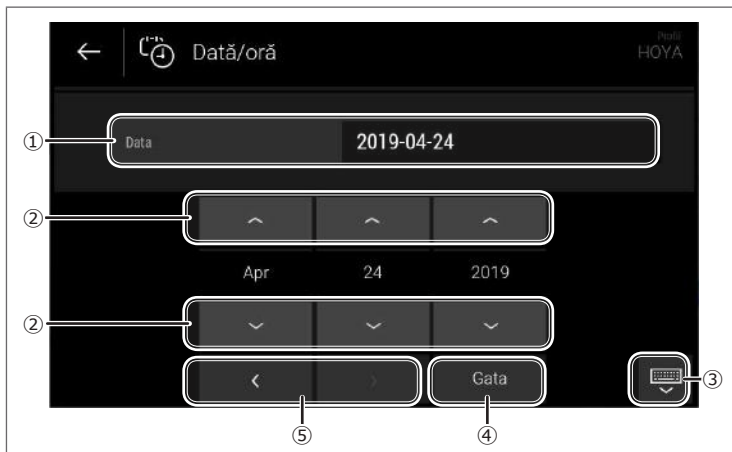 Profil
Dată/oră
HOYA
① Data 2019-04-24
②
Apr 24 2019
②
Gata
③
⑤ ④